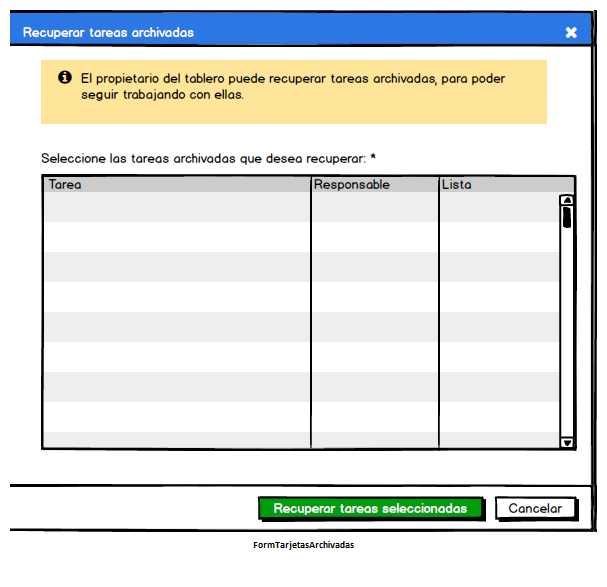 Recuperar tareas archivadas
El propietario del tablero puede recuperar tareas archivadas, para poder
seguir trabajando con ellas.
Seleccione las tareas archivadas que desea recuperar: *
Tarea Responsable Lista
Recuperar tareas seleccionadas Cancelar
FormTarjetasArchivadas